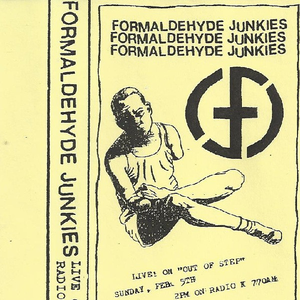 FORMALDEHYDE JUNKIES
LIVE
RADIO
FORMALDEHYDE JUNKIES
FORMALDEHYDE JUNKIES
FORMALDEHYDE JUNKIES
LIVE! ON "OUT OF STEP"
SUNDAY, FEB. 5TH
2PM ON RADIO K 770AM